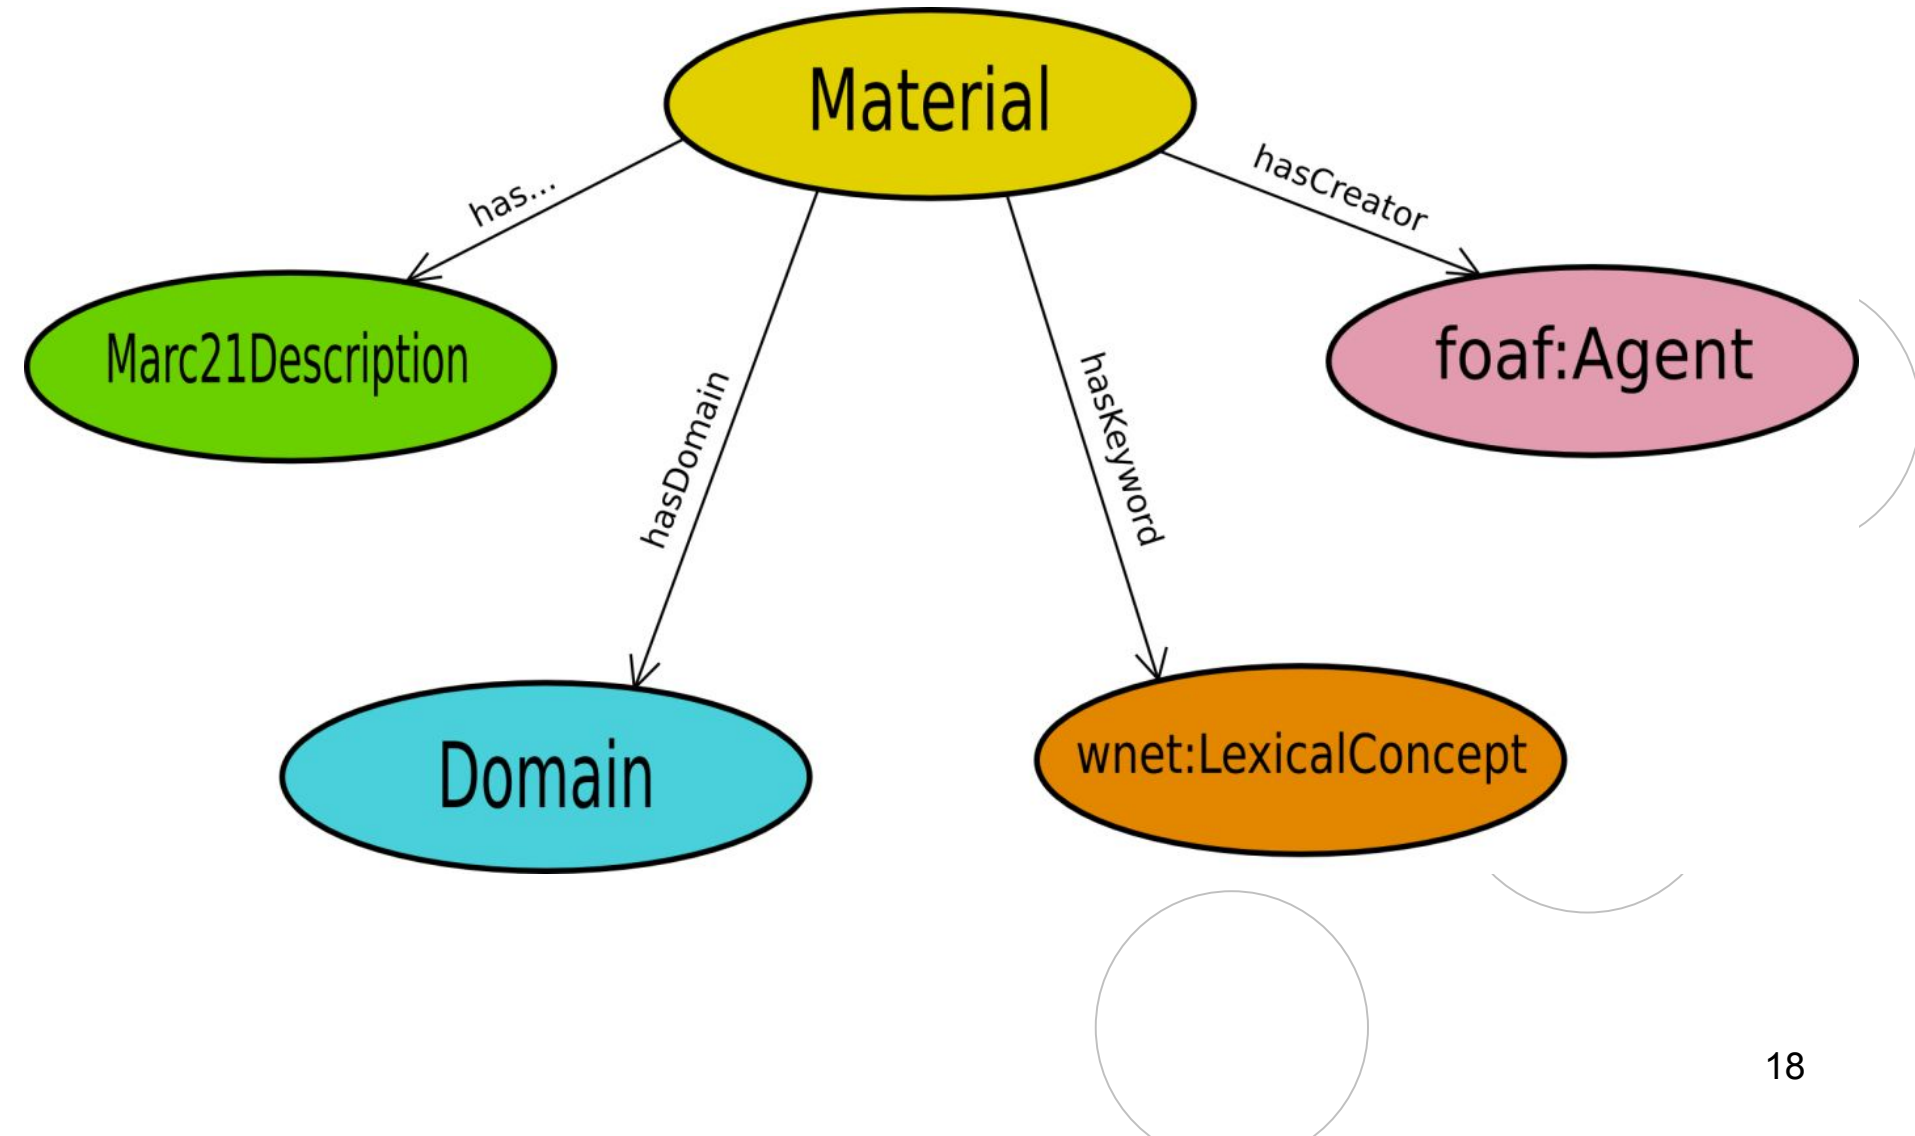 Material
has...
hasCreator
Marc21Description
foaf:Agent
hasDomain
hasKeyword
Domain
wnet:LexicalConcept
18